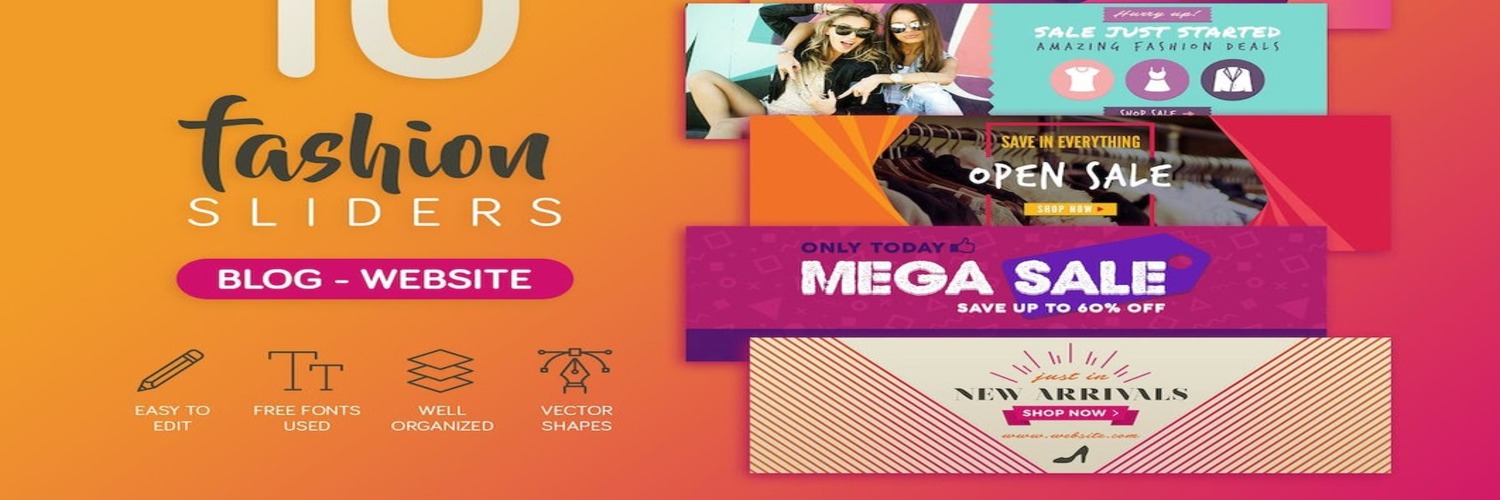 10
fashion
SLIDERS
BLOG - WEBSITE
EASY TO
EDIT
FREE FONTS
USED
WELL
ORGANIZED
VECTOR
SHAPES
Hurry up!
SALE JUST STARTED
AMAZING FASHION DEALS
SHOP SALE →
SAVE IN EVERYTHING
OPEN SALE
SHOP NOW
ONLY TODAY
MEGA SALE
SAVE UP TO 60% OFF
just in
NEW ARRIVALS
SHOP NOW >
www.website.com